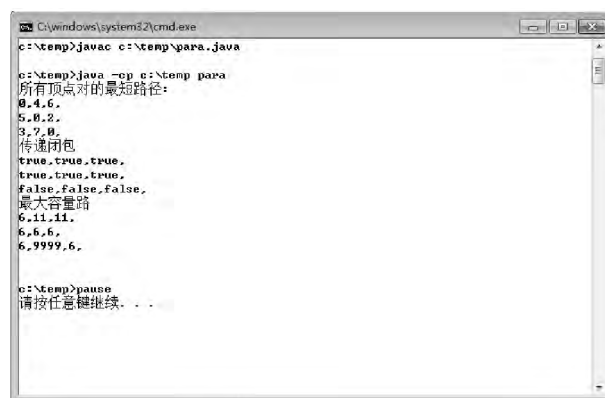 C:\windows\system32\cmd.exe
c:\temp>javac c:\temp\para.java
c:\temp>java -cp c:\temp para
所有顶点对的最短路径:
0,4,6,
5,0,2,
3,7,0,
传递闭包
true,true,true,
true,true,true,
false,false,false,
最大容量路
6,11,11,
6,6,6,
6,9999,6,
c:\temp>pause
请按任意键继续. . .